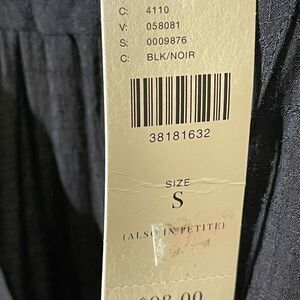 C: 4110
V: 058081
S: 0009876
C: BLK/NOIR
38181632
SIZE
S
(ALSO IN PETITE)